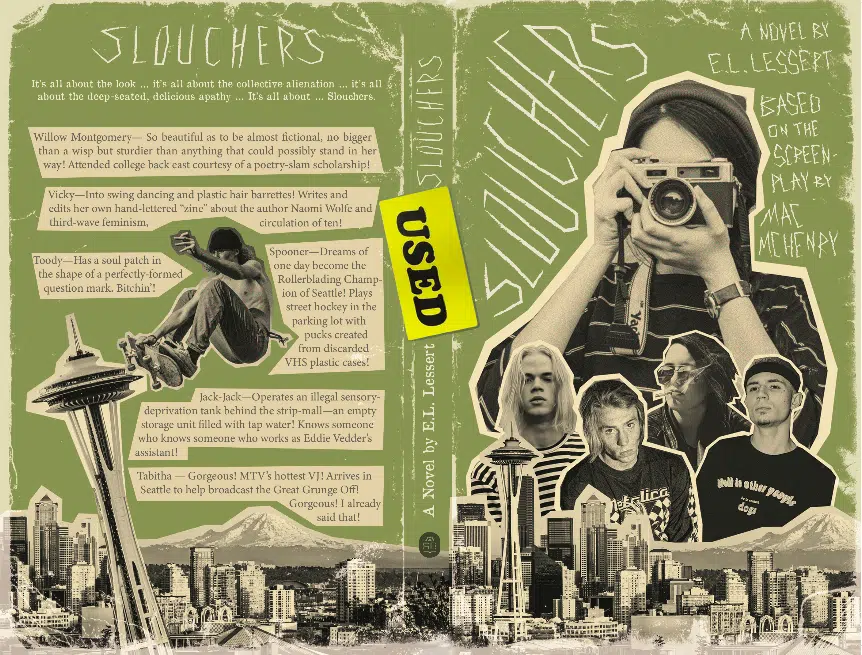 SLOUCHERS
It's all about the look ... it's all about the collective alienation ... it's all
about the deep-seated, delicious apathy ... It's all about ... Slouchers.
Willow Montgomery— So beautiful as to be almost fictional, no bigger
than a wisp but sturdier than anything that could possibly stand in her
way! Attended college back east courtesy of a poetry-slam scholarship!
Vicky—Into swing dancing and plastic hair barrettes! Writes and
edits her own hand-lettered "zine" about the author Naomi Wolfe and
third-wave feminism, circulation of ten!
Toody—Has a soul patch in
the shape of a perfectly-formed
question mark. Bitchin'!
Spooner—Dreams of
one day become the
Rollerblading Champ-
ion of Seattle! Plays
street hockey in the
parking lot with
pucks created
from discarded
VHS plastic cases!
Jack-Jack—Operates an illegal sensory-
deprivation tank behind the strip-mall—an empty
storage unit filled with tap water! Knows someone
who knows someone who works as Eddie Vedder's
assistant!
Tabitha — Gorgeous! MTV's hottest VJ! Arrives in
Seattle to help broadcast the Great Grunge Off!
Gorgeous! I already
said that!
SLOUCHERS
USED
A Novel by E.L. Lessert
SLOUCHERS
A NOVEL BY
E.L. LESSERT
BASED
ON THE
SCREEN-
PLAY BY
MAC
MCHENRY
Hell is other people
dogs